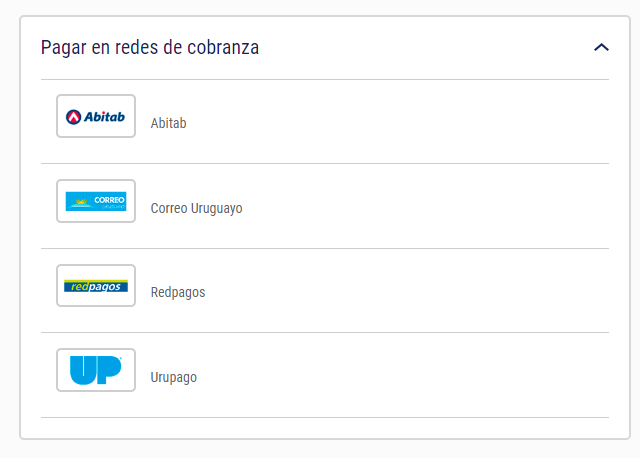 Pagar en redes de cobranza
Abitab
Abitab
CORREO
Correo Uruguayo
redpagos
Redpagos
UP
Urupago